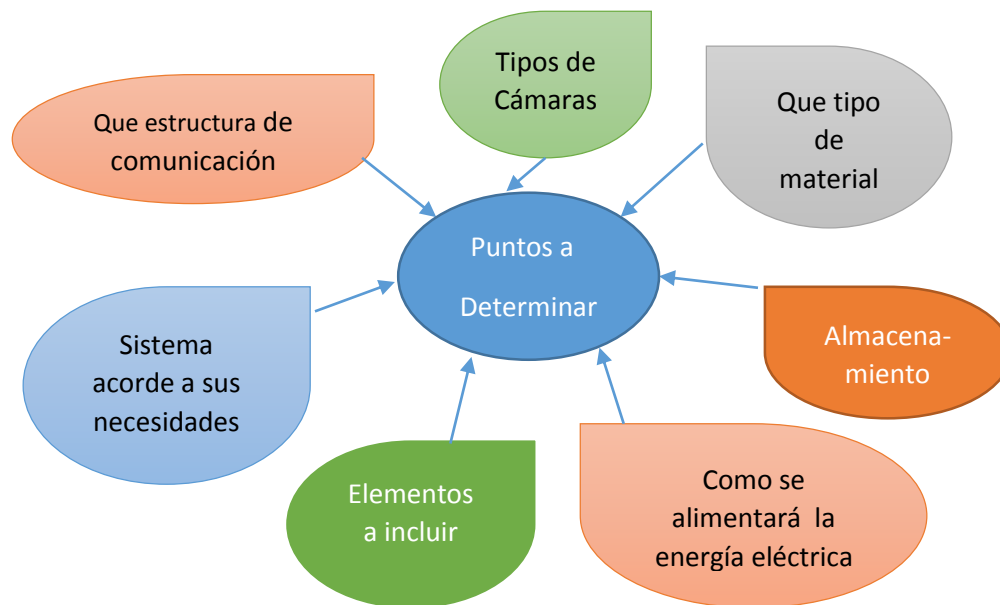 Tipos de
Cámaras
Que estructura de
comunicación
Que tipo
de
material
Puntos a
Determinar
Sistema
acorde a sus
necesidades
Almacena-
miento
Elementos
a incluir
Como se
alimentará la
energía eléctrica